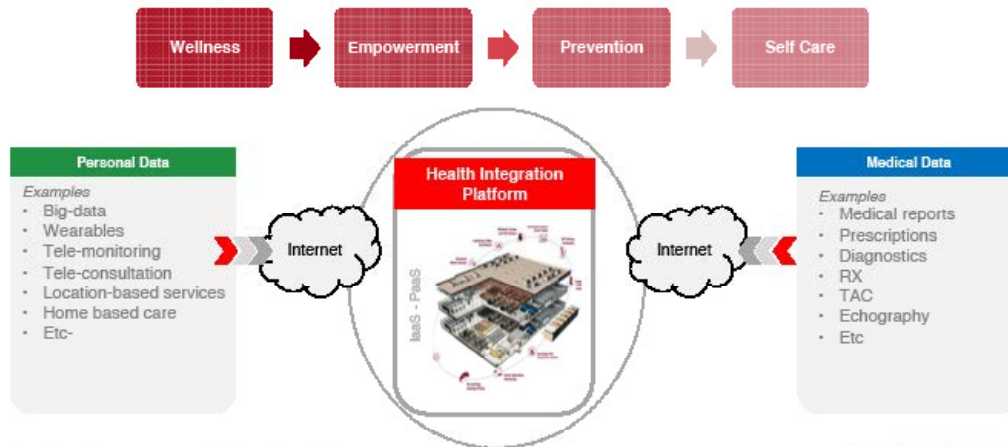 Wellness
Empowerment
Prevention
Self Care
Personal Data
Examples
• Big-data
• Wearables
• Tele-monitoring
• Tele-consultation
• Location-based services
• Home based care
• Etc-
Internet
Health Integration
Platform
IaaS - PaaS
Internet
Medical Data
Examples
• Medical reports
• Prescriptions
• Diagnostics
• RX
• TAC
• Echography
• Etc